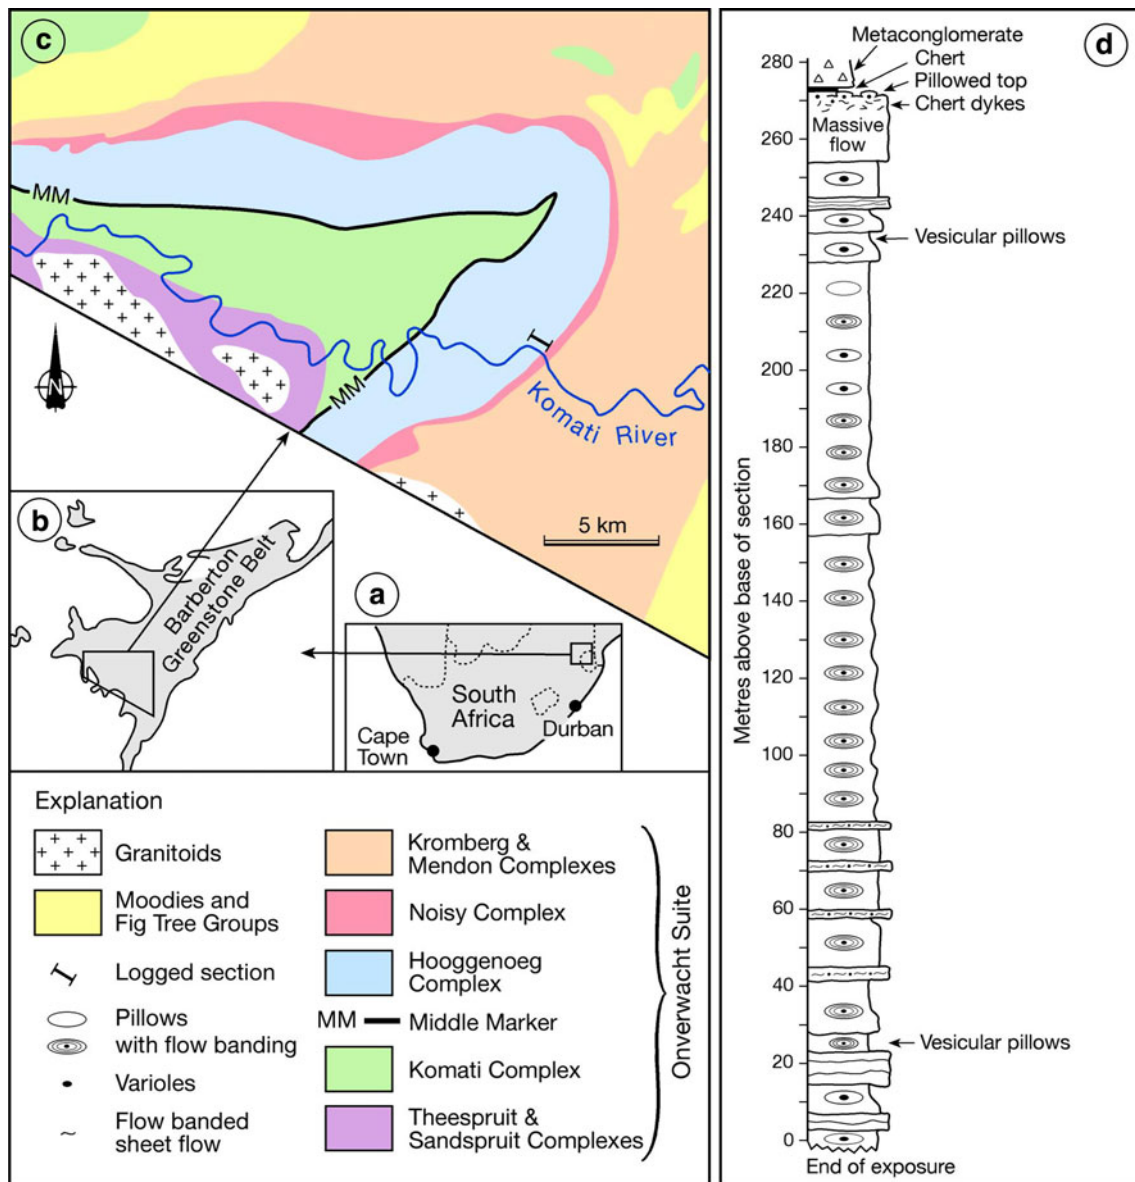 c
MM
MM
Komati River
N
5 km
b
Barberton
Greenstone Belt
a
South
Africa
Cape
Town
Durban
Explanation
Granitoids
Moodies and
Fig Tree Groups
Logged section
Pillows
with flow banding
Varioles
Flow banded
sheet flow
Kromberg &
Mendon Complexes
Noisy Complex
Hooggenoeg
Complex
MM Middle Marker
Komati Complex
Theespruit &
Sandspruit Complexes
Onverwacht Suite
d
Metaconglomerate
Chert
Pillowed top
Chert dykes
Massive
flow
Vesicular pillows
Vesicular pillows
280
260
240
220
200
180
160
140
120
100
80
60
40
20
0
Metres above base of section
End of exposure